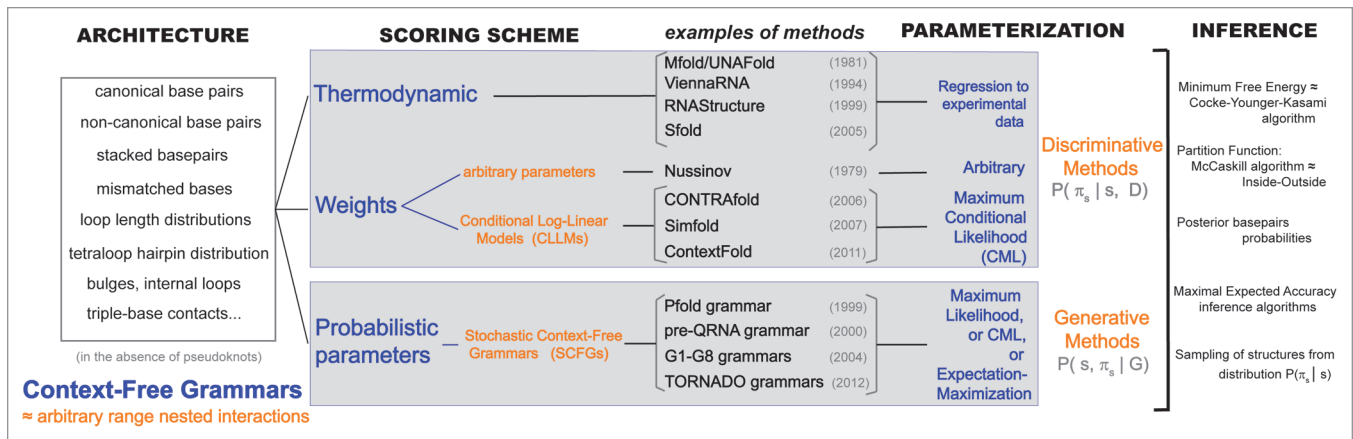 ARCHITECTURE
canonical base pairs
non-canonical base pairs
stacked basepairs
mismatched bases
loop length distributions
tetraloop hairpin distribution
bulges, internal loops
triple-base contacts...
(in the absence of pseudoknots)
Context-Free Grammars
≈ arbitrary range nested interactions
SCORING SCHEME
Thermodynamic
Weights
arbitrary parameters
Conditional Log-Linear
Models (CLLMs)
Probabilistic
parameters
Stochastic Context-Free
Grammars (SCFGs)
examples of methods
Mfold/UNAFold (1981)
ViennaRNA (1994)
RNAStructure (1999)
Sfold (2005)
Nussinov (1979)
CONTRAfold (2006)
Simfold (2007)
ContextFold (2011)
Pfold grammar (1999)
pre-QRNA grammar (2000)
G1-G8 grammars (2004)
TORNADO grammars (2012)
PARAMETERIZATION
Regression to
experimental
data
Arbitrary
Maximum
Conditional
Likelihood
(CML)
Maximum
Likelihood,
or CML,
or
Expectation-
Maximization
Discriminative
Methods
P( πs | s, D)
Generative
Methods
P( s, πs | G)
INFERENCE
Minimum Free Energy ≈
Cocke-Younger-Kasami
algorithm
Partition Function:
McCaskill algorithm ≈
Inside-Outside
Posterior basepairs
probabilities
Maximal Expected Accuracy
inference algorithms
Sampling of structures from
distribution P(πs | s)